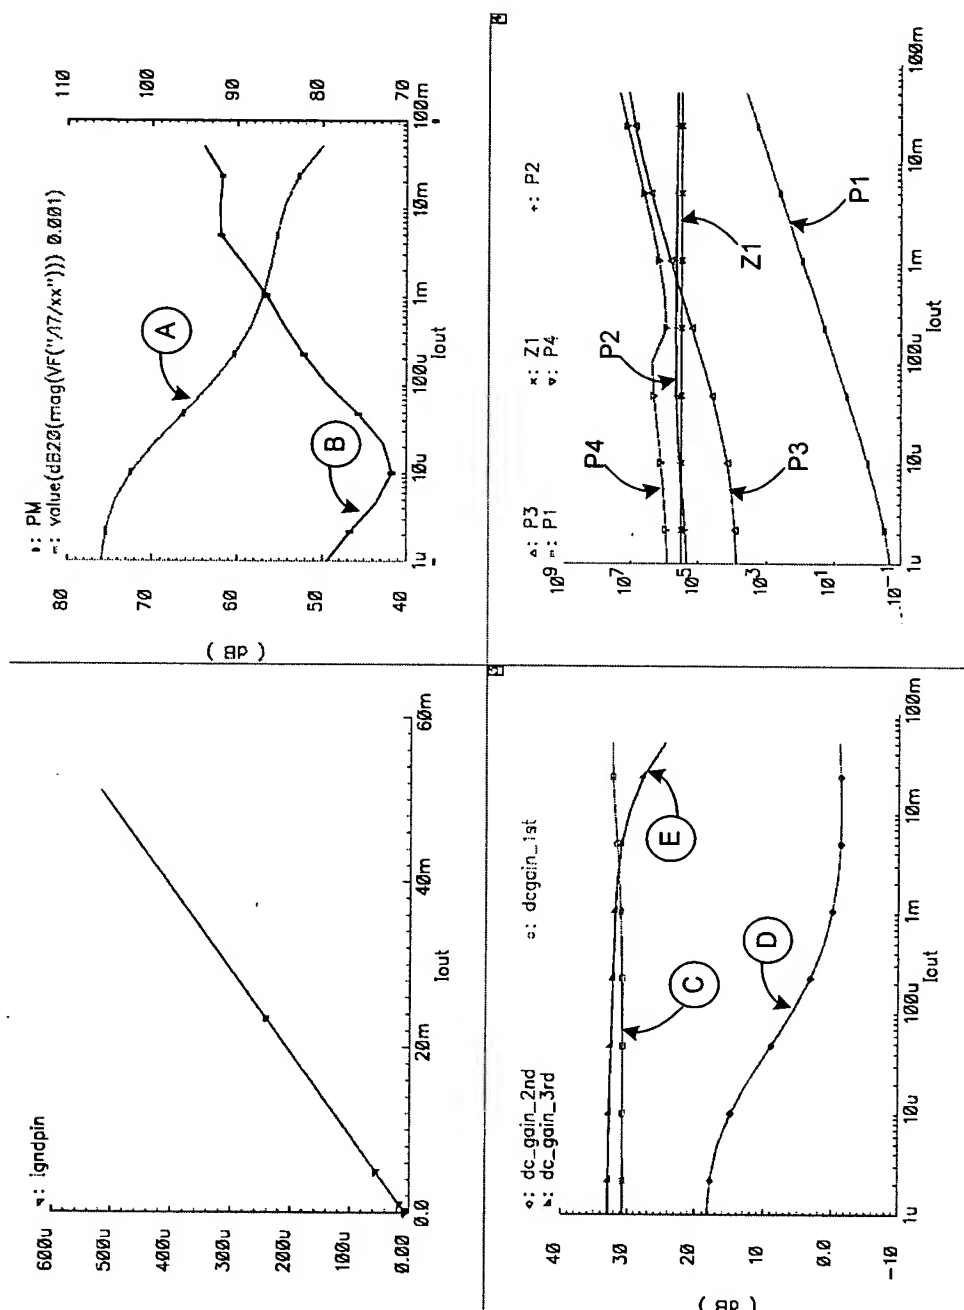 ▿: igndpin
600u
500u
400u
300u
200u
100u
0.00
0.0
20m
40m
60m
Iout
▸: PM
value(dB20(mag(VF("/I7/xx"))) 0.001)
80
70
60
50
40
( dB )
110
100
90
80
70
1u
10u
100u
1m
10m
100m
Iout
A
B
3
◇: dc_gain_2nd
dc_gain_3rd
▫: dcgain_1st
40
30
20
10
0.0
-10
( dB )
1u
10u
100u
1m
10m
100m
Iout
C
D
E
4
△: P3
P1
×: Z1
▿: P4
+: P2
10⁹
10⁷
10⁵
10³
10¹
10⁻¹
1u
10u
100u
1m
10m
100m
Iout
P4
P2
P3
Z1
P1